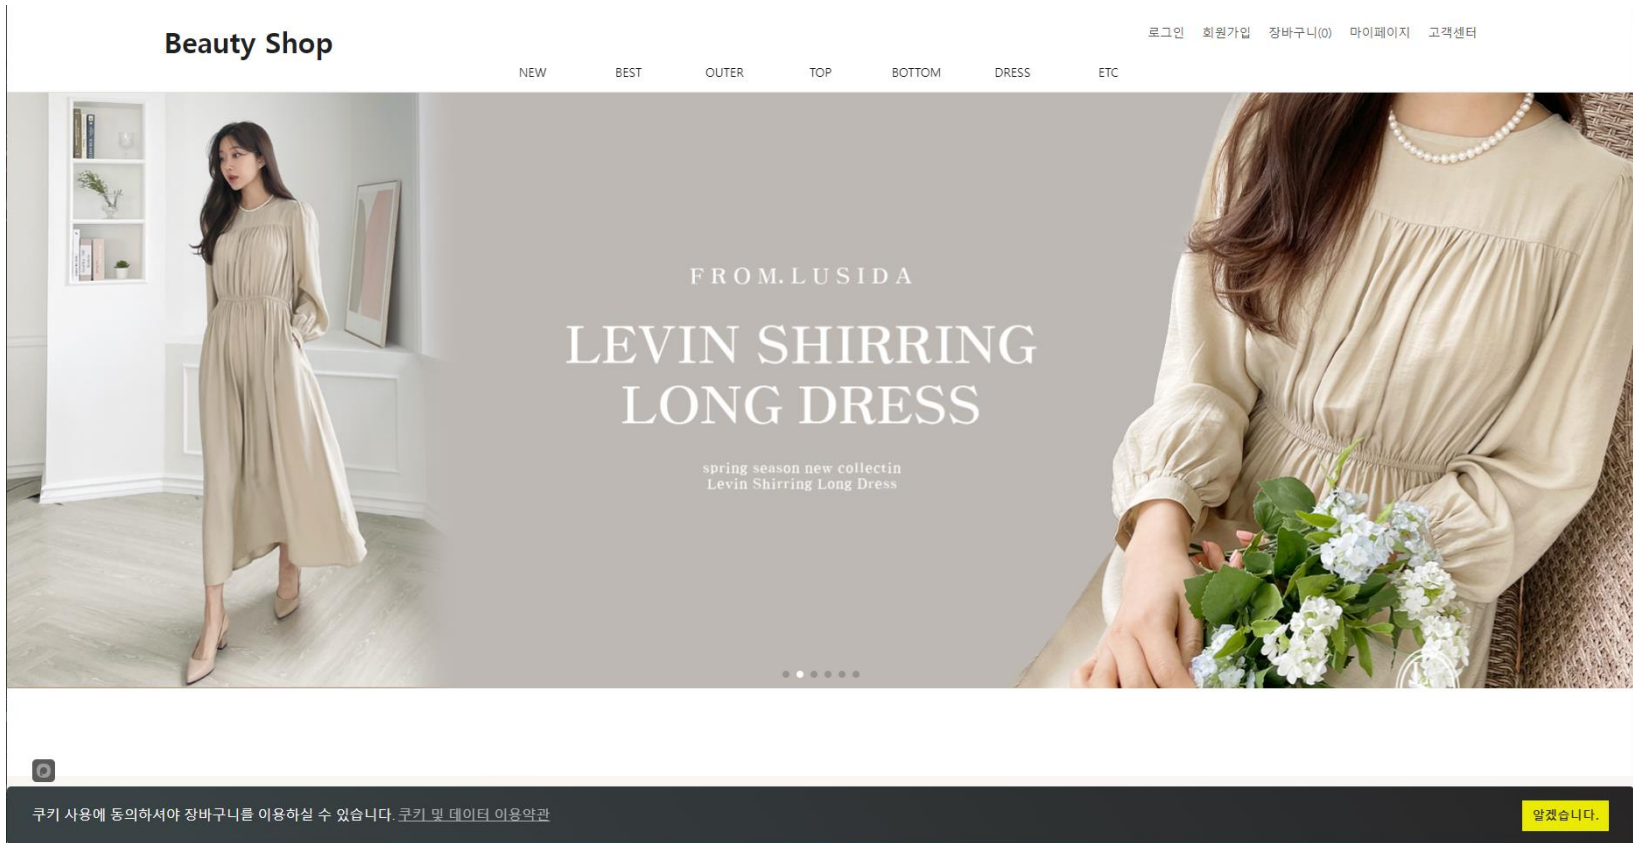 Beauty Shop
로그인 회원가입 장바구니(0) 마이페이지 고객센터
NEW BEST OUTER TOP BOTTOM DRESS ETC
FROM.LUSIDA
LEVIN SHIRRING
LONG DRESS
spring season new collectin
Levin Shirring Long Dress
쿠키 사용에 동의하셔야 장바구니를 이용하실 수 있습니다. 쿠키 및 데이터 이용약관
알겠습니다.